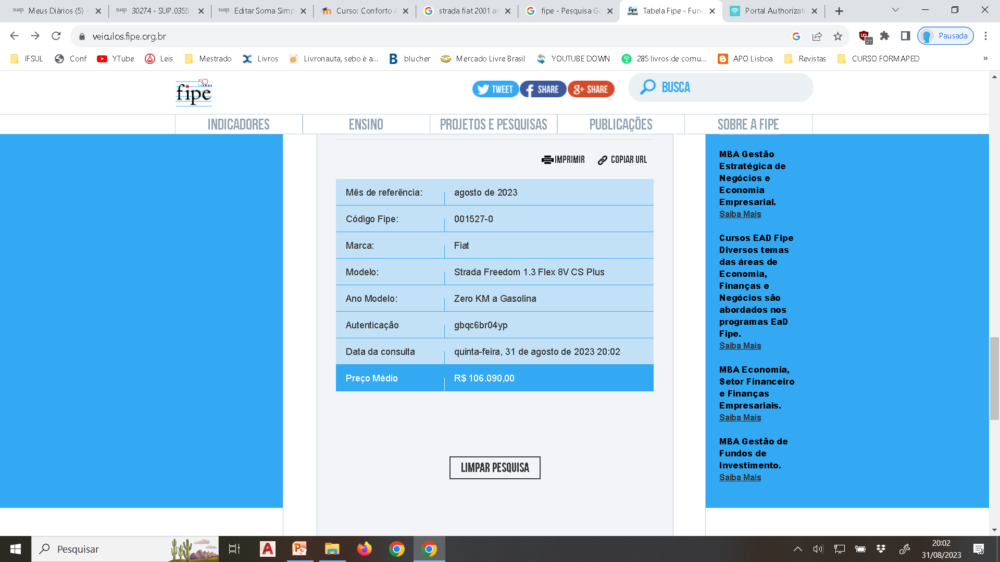 suap Meus Diários (5) -
suap 30274 - SUP.0355
suap Editar Soma Simp
Curso: Conforto A
strada fiat 2001 an
fipe - Pesquisa Go
fipe Tabela Fipe - Fund
Portal Authorizati
veiculos.fipe.org.br
27
Pausada
IFSUL
Conf
YTube
Leis
Mestrado
Livros
Livronauta, sebo é a...
B blucher
Mercado Livre Brasil
YOUTUBE DOWN
285 livros de comu...
APO Lisboa
Revistas
CURSO FORMAPED
»
50 ANOS
fipe
TWEET
f SHARE
g+ SHARE
BUSCA
INDICADORES
ENSINO
PROJETOS E PESQUISAS
PUBLICAÇÕES
SOBRE A FIPE
IMPRIMIR
COPIAR URL
Mês de referência: agosto de 2023
Código Fipe: 001527-0
Marca: Fiat
Modelo: Strada Freedom 1.3 Flex 8V CS Plus
Ano Modelo: Zero KM a Gasolina
Autenticação gbqc6br04yp
Data da consulta quinta-feira, 31 de agosto de 2023 20:02
Preço Médio R$ 106.090,00
LIMPAR PESQUISA
MBA Gestão
Estratégica de
Negócios e
Economia
Empresarial.
Saiba Mais
Cursos EAD Fipe
Diversos temas
das áreas de
Economia,
Finanças e
Negócios são
abordados nos
programas EaD
Fipe.
Saiba Mais
MBA Economia,
Setor Financeiro
e Finanças
Empresariais.
Saiba Mais
MBA Gestão de
Fundos de
Investimento.
Saiba Mais
Pesquisar
20:02
31/08/2023